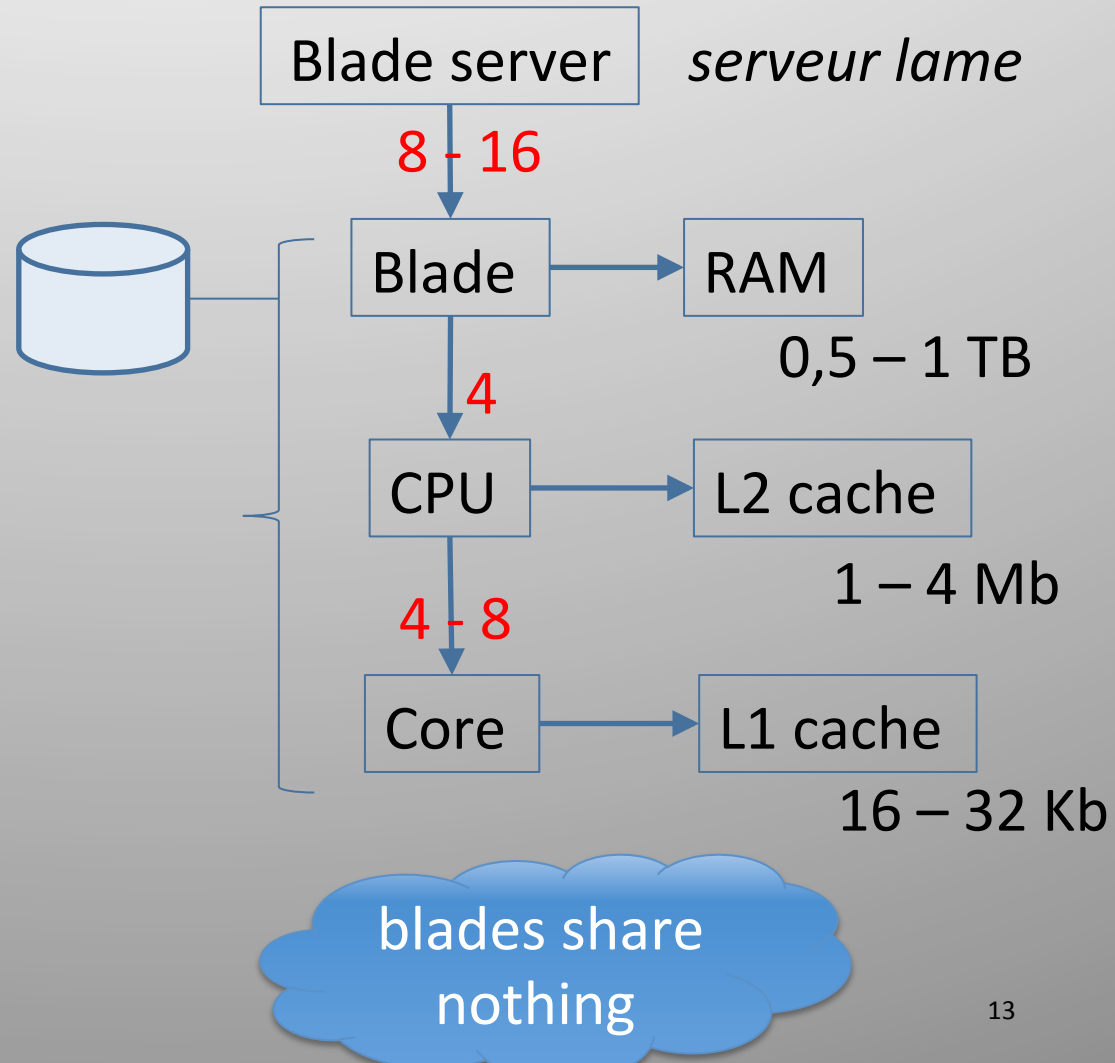 Blade server
serveur lame
8 - 16
Blade
RAM
0,5 – 1 TB
4
CPU
L2 cache
1 – 4 Mb
4 - 8
Core
L1 cache
16 – 32 Kb
blades share
nothing
13